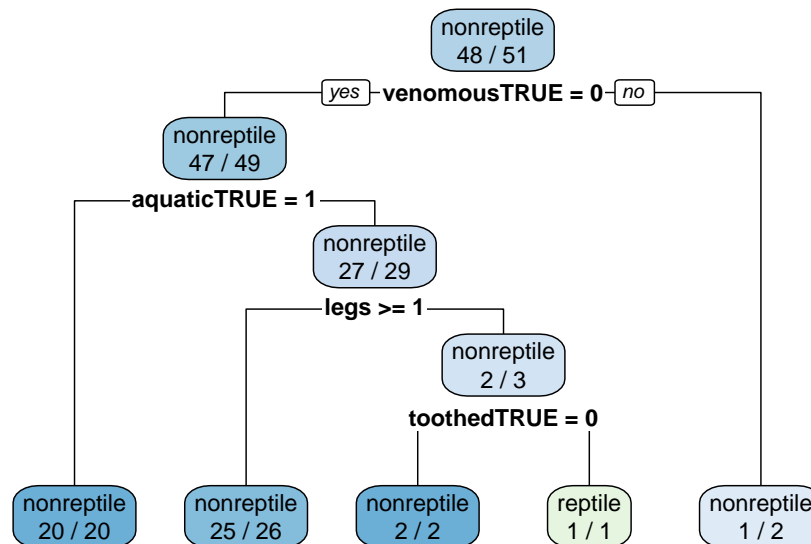 nonreptile
48 / 51
yes venomousTRUE = 0 no
nonreptile
47 / 49
aquaticTRUE = 1
nonreptile
27 / 29
legs >= 1
nonreptile
2 / 3
toothedTRUE = 0
nonreptile
20 / 20
nonreptile
25 / 26
nonreptile
2 / 2
reptile
1 / 1
nonreptile
1 / 2